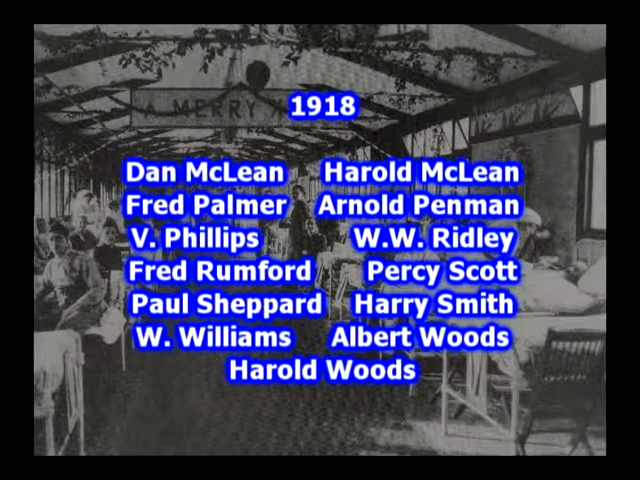 A MERRY X
1918
Dan McLean Harold McLean
Fred Palmer Arnold Penman
V. Phillips W.W. Ridley
Fred Rumford Percy Scott
Paul Sheppard Harry Smith
W. Williams Albert Woods
Harold Woods